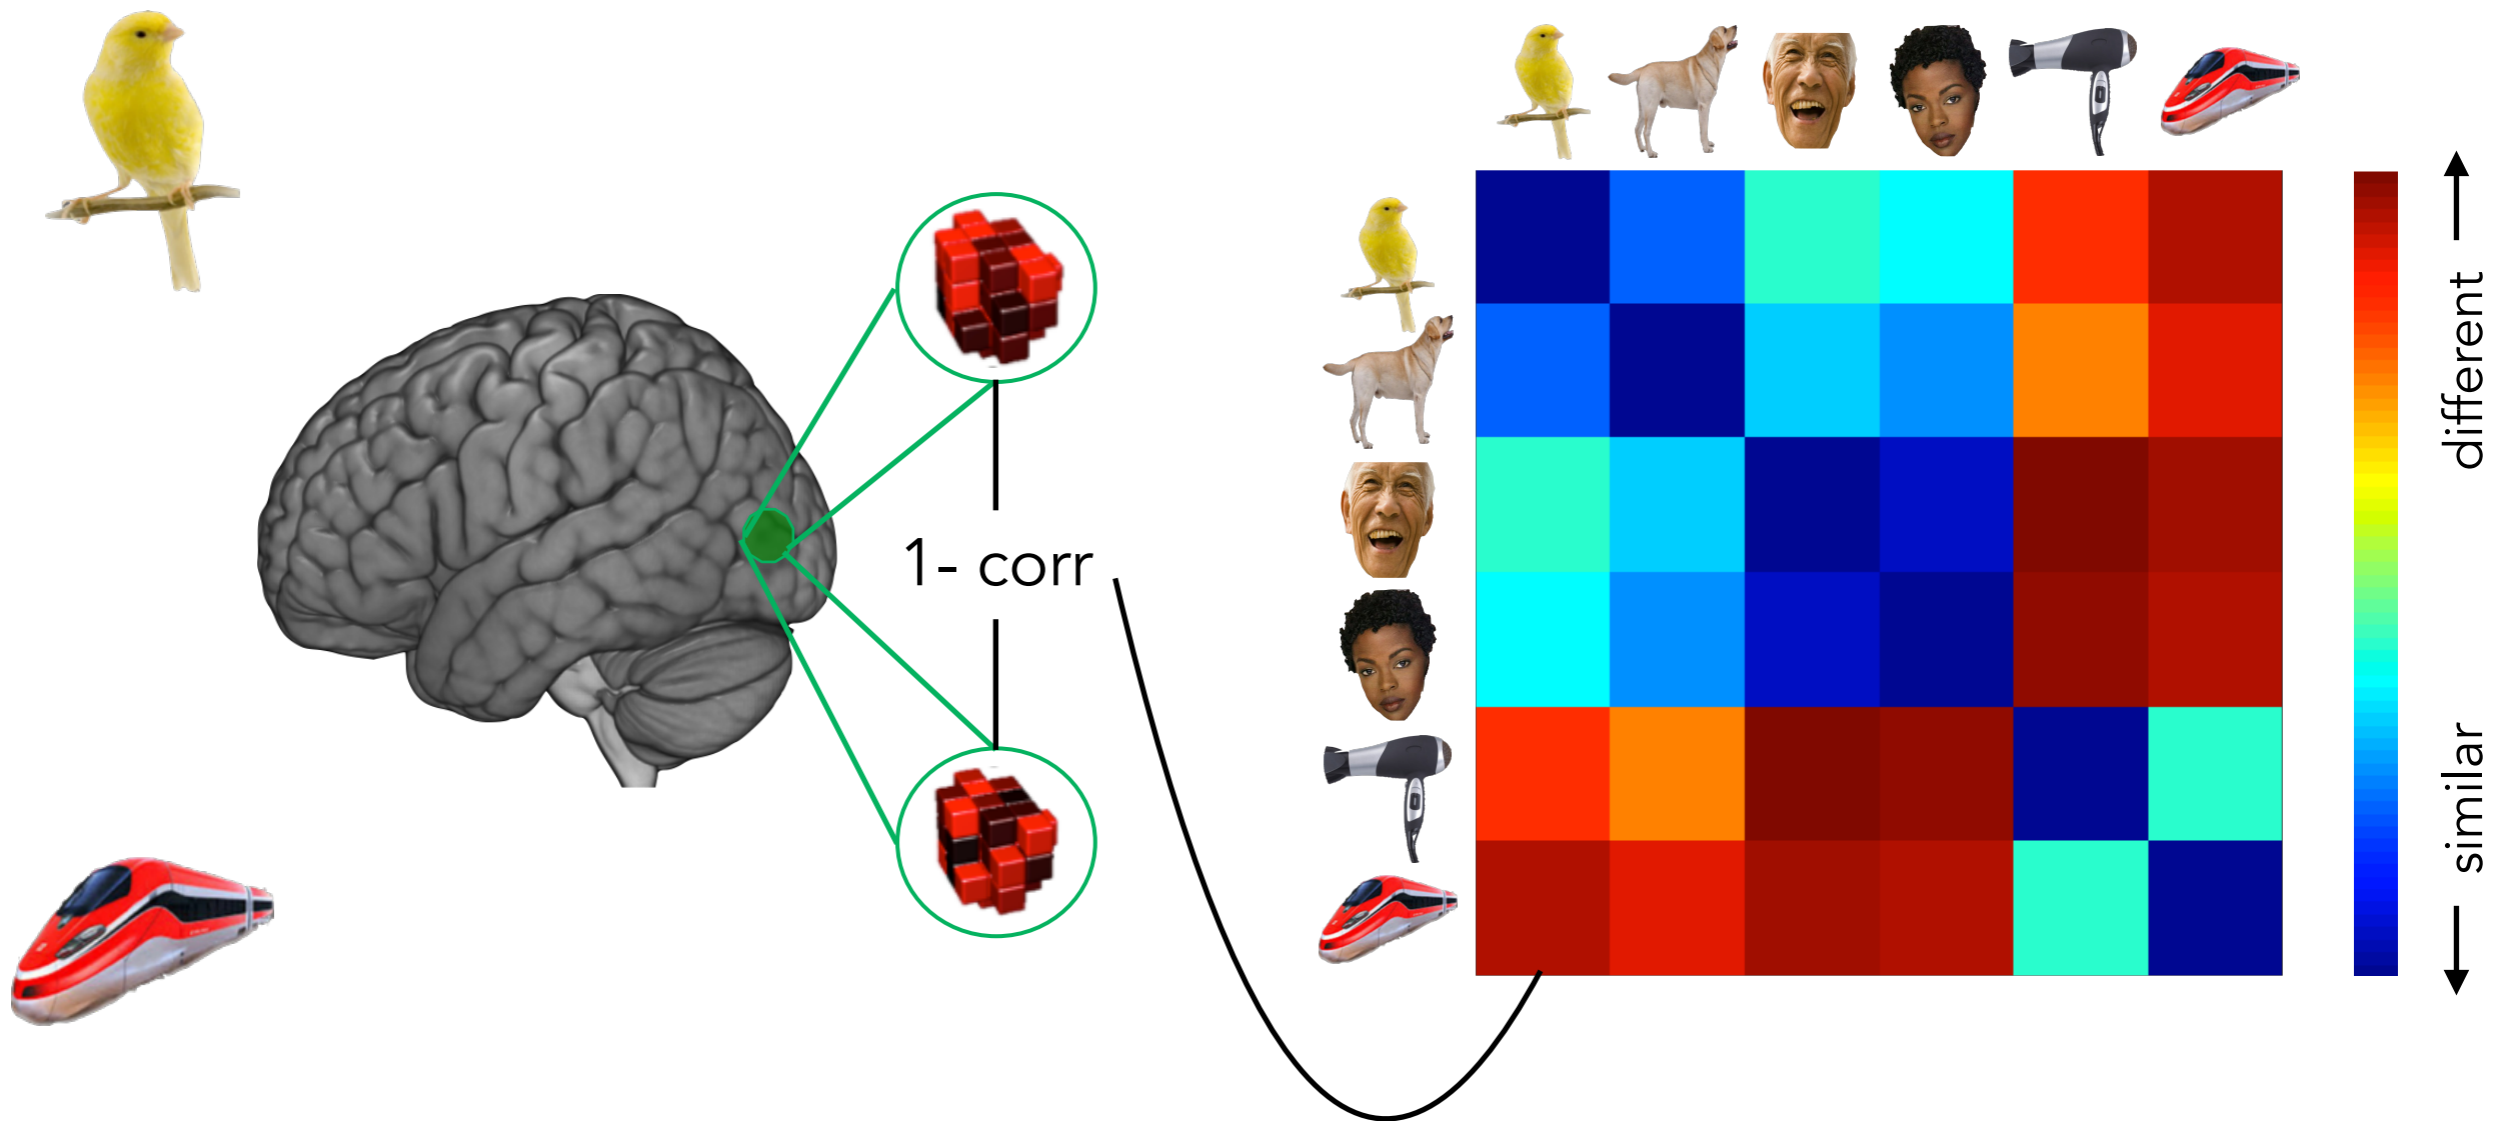 1- corr
different
similar